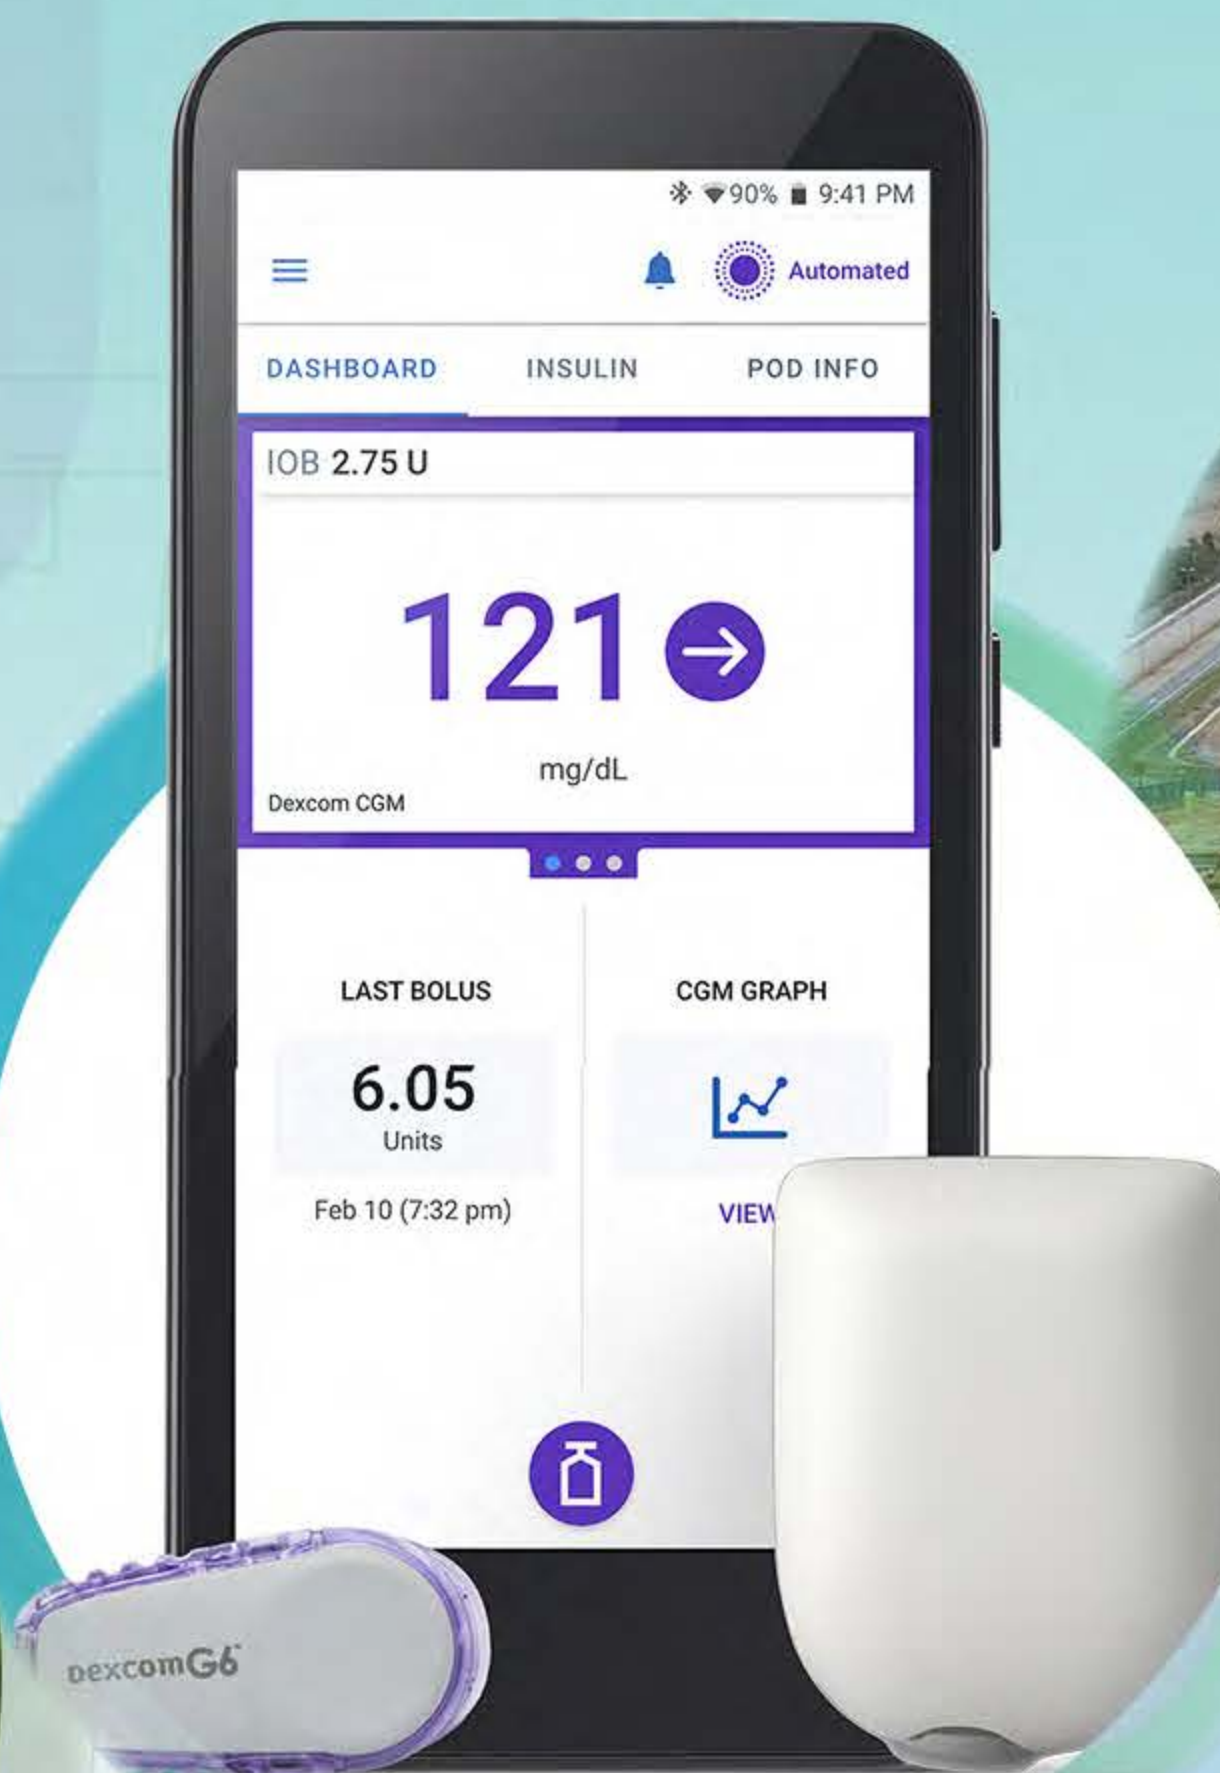 90% 9:41 PM
Automated
DASHBOARD INSULIN POD INFO
IOB 2.75 U
121
mg/dL
Dexcom CGM
LAST BOLUS CGM GRAPH
6.05
Units
Feb 10 (7:32 pm) VIEW
DexcomG6